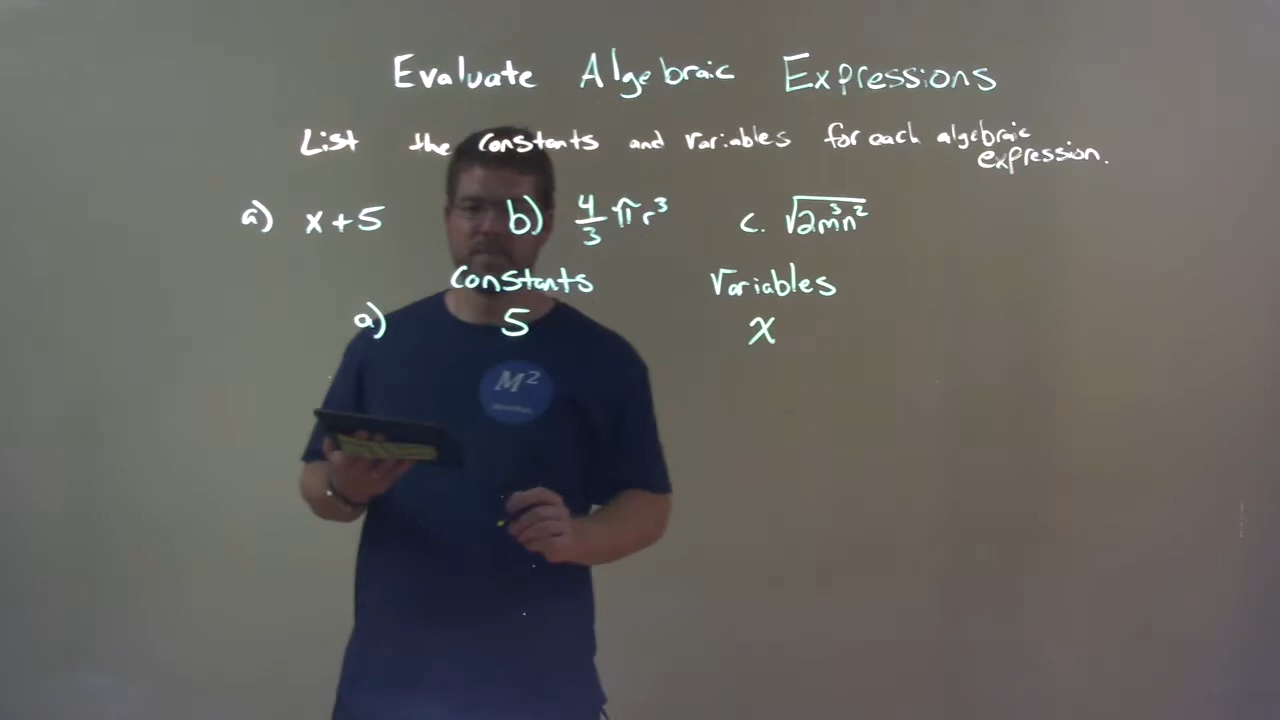 Evaluate Algebraic Expressions
List the constants and variables for each algebraic
expression.
a) x+5 b) 4/3 πr³ c. √2m³n²
Constants Variables
a) 5 x
M²